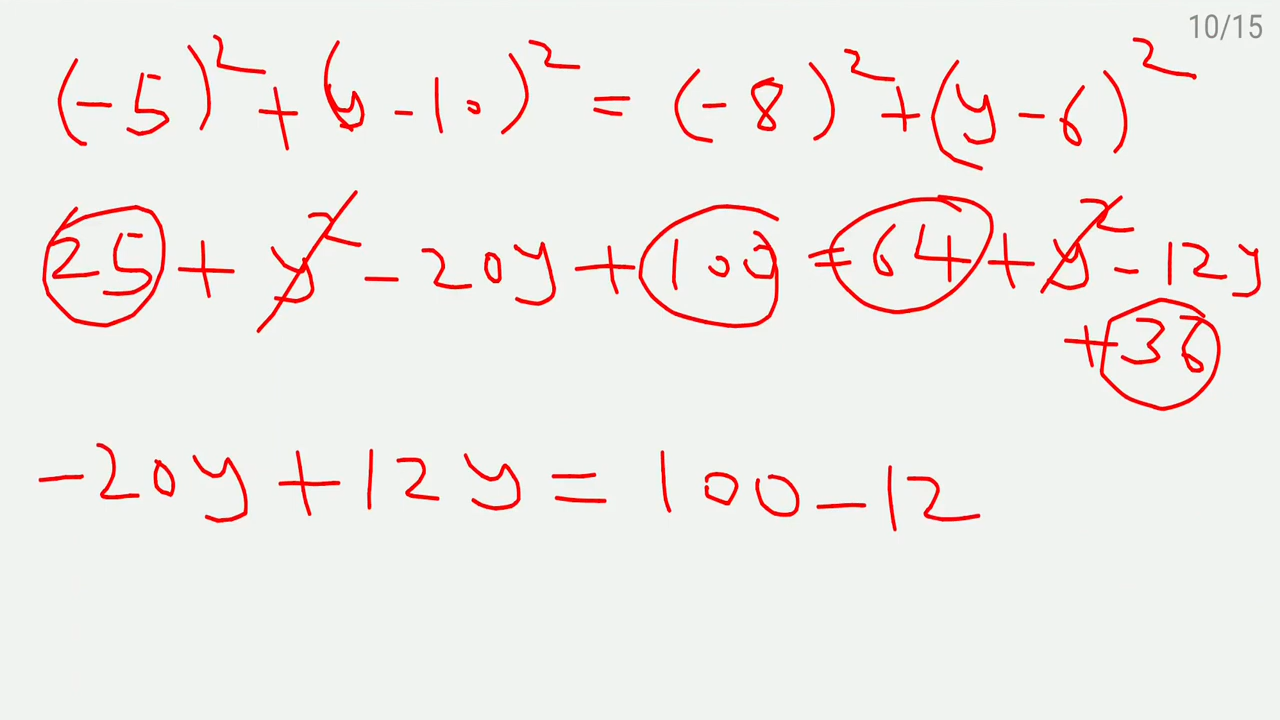 10/15
(-5)² + (y - 10)² = (-8)² + (y - 6)²
25 + y² - 20y + 100 = 64 + y² - 12y
+36
-20y + 12y = 100 - 12